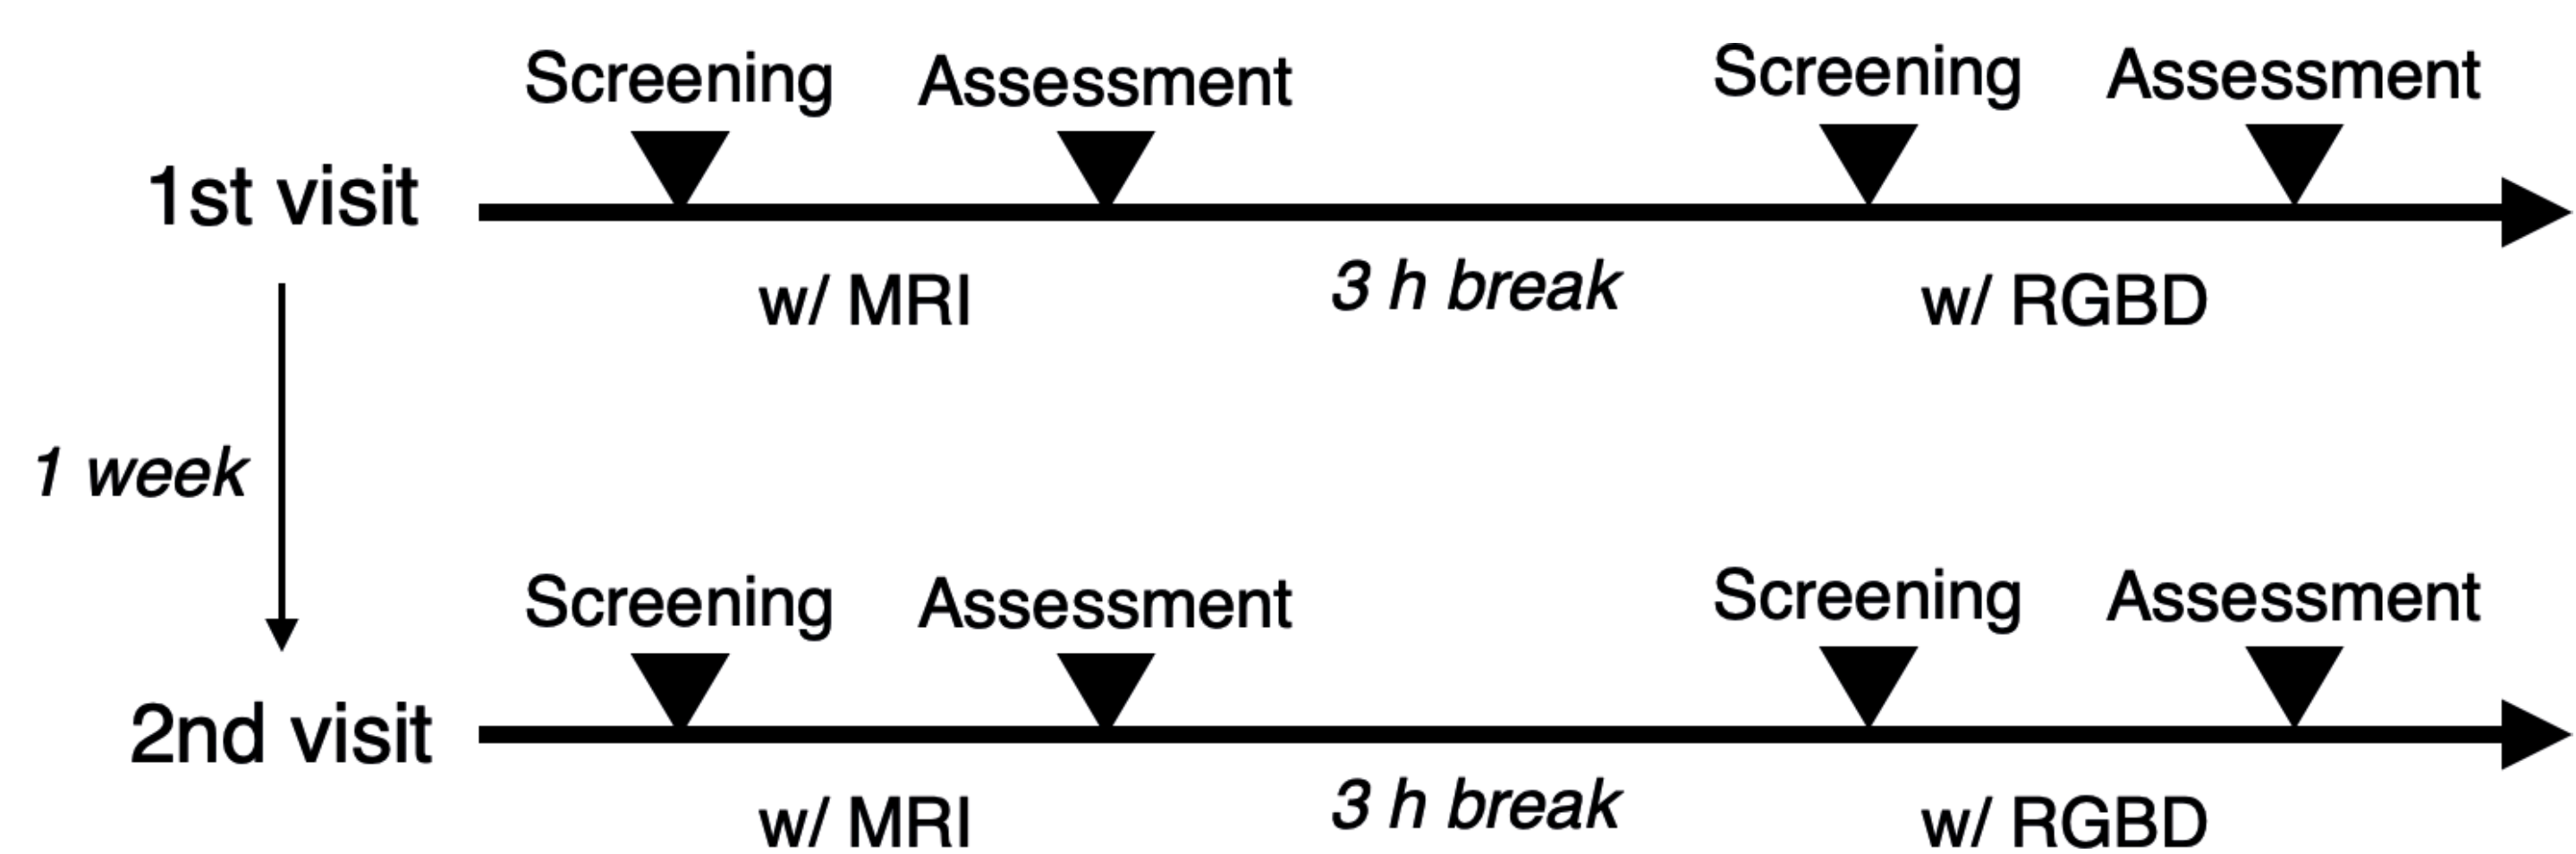 Screening Assessment Screening Assessment
1st visit
w/ MRI 3 h break w/ RGBD
1 week
Screening Assessment Screening Assessment
2nd visit
w/ MRI 3 h break w/ RGBD